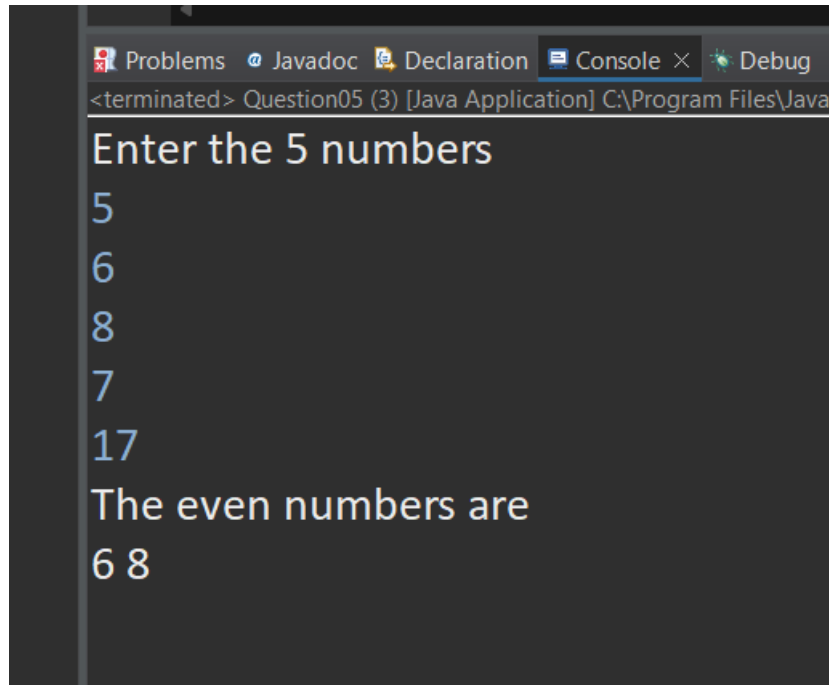 Problems @ Javadoc Declaration Console × Debug
<terminated> Question05 (3) [Java Application] C:\Program Files\Java
Enter the 5 numbers
5
6
8
7
17
The even numbers are
6 8